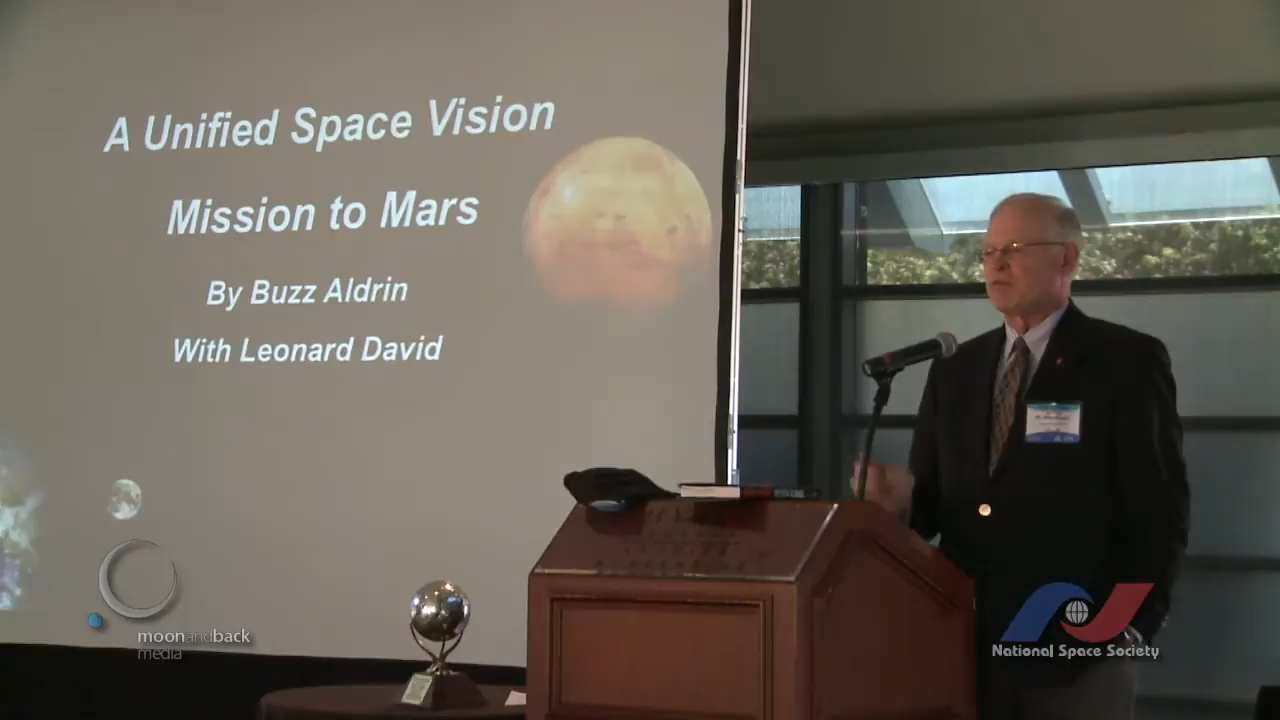 A Unified Space Vision
Mission to Mars
By Buzz Aldrin
With Leonard David
moonandback
media
National Space Society